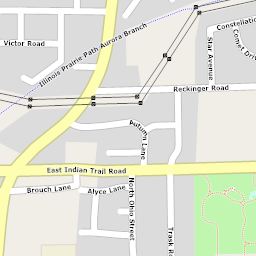 Constellation
Comet Drive
Victor Road
Star Avenue
Illinois Prairie Path Aurora Branch
Reckinger Road
Autumn Lane
East Indian Trail Road
Brouch Lane
Alyce Lane
North Ohio Street
Trask Road